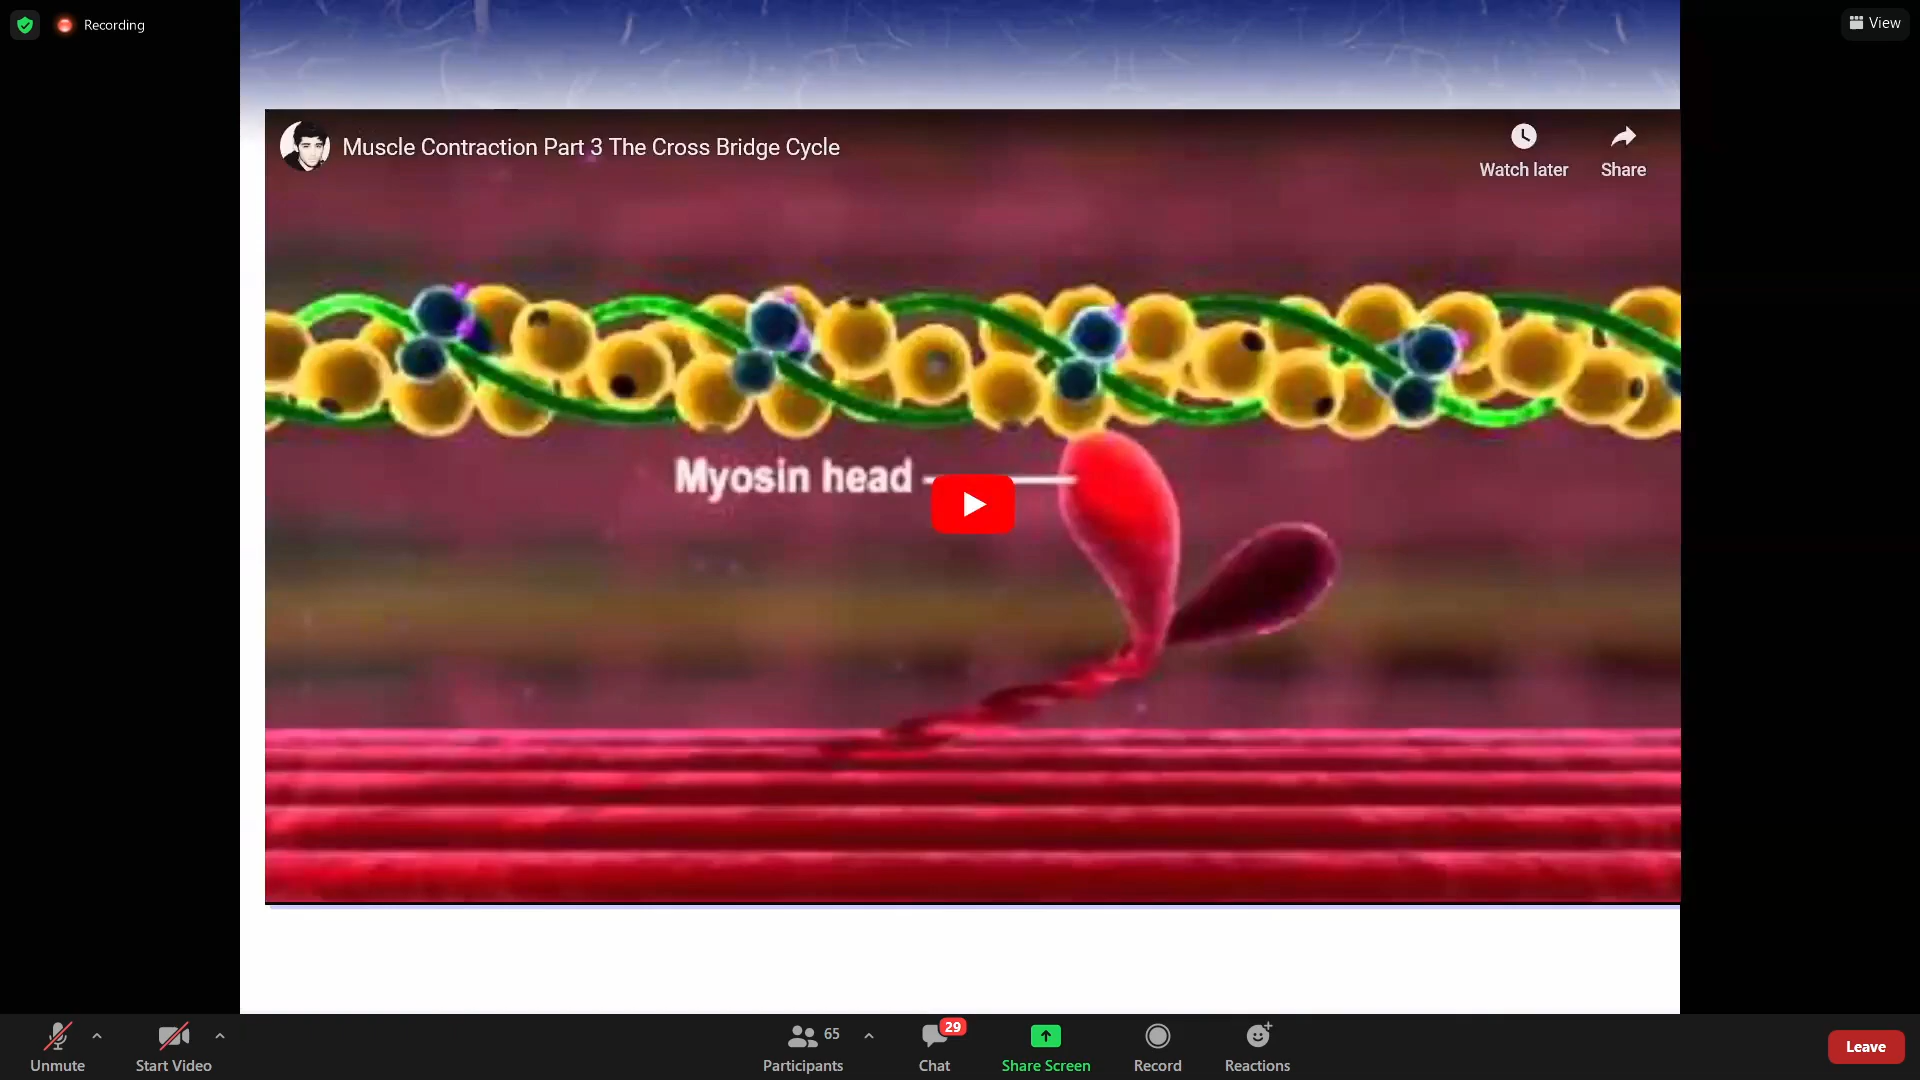 Recording
View
Muscle Contraction Part 3 The Cross Bridge Cycle
Watch later
Share
Myosin head
Unmute
Start Video
65
Participants
29
Chat
Share Screen
Record
Reactions
Leave